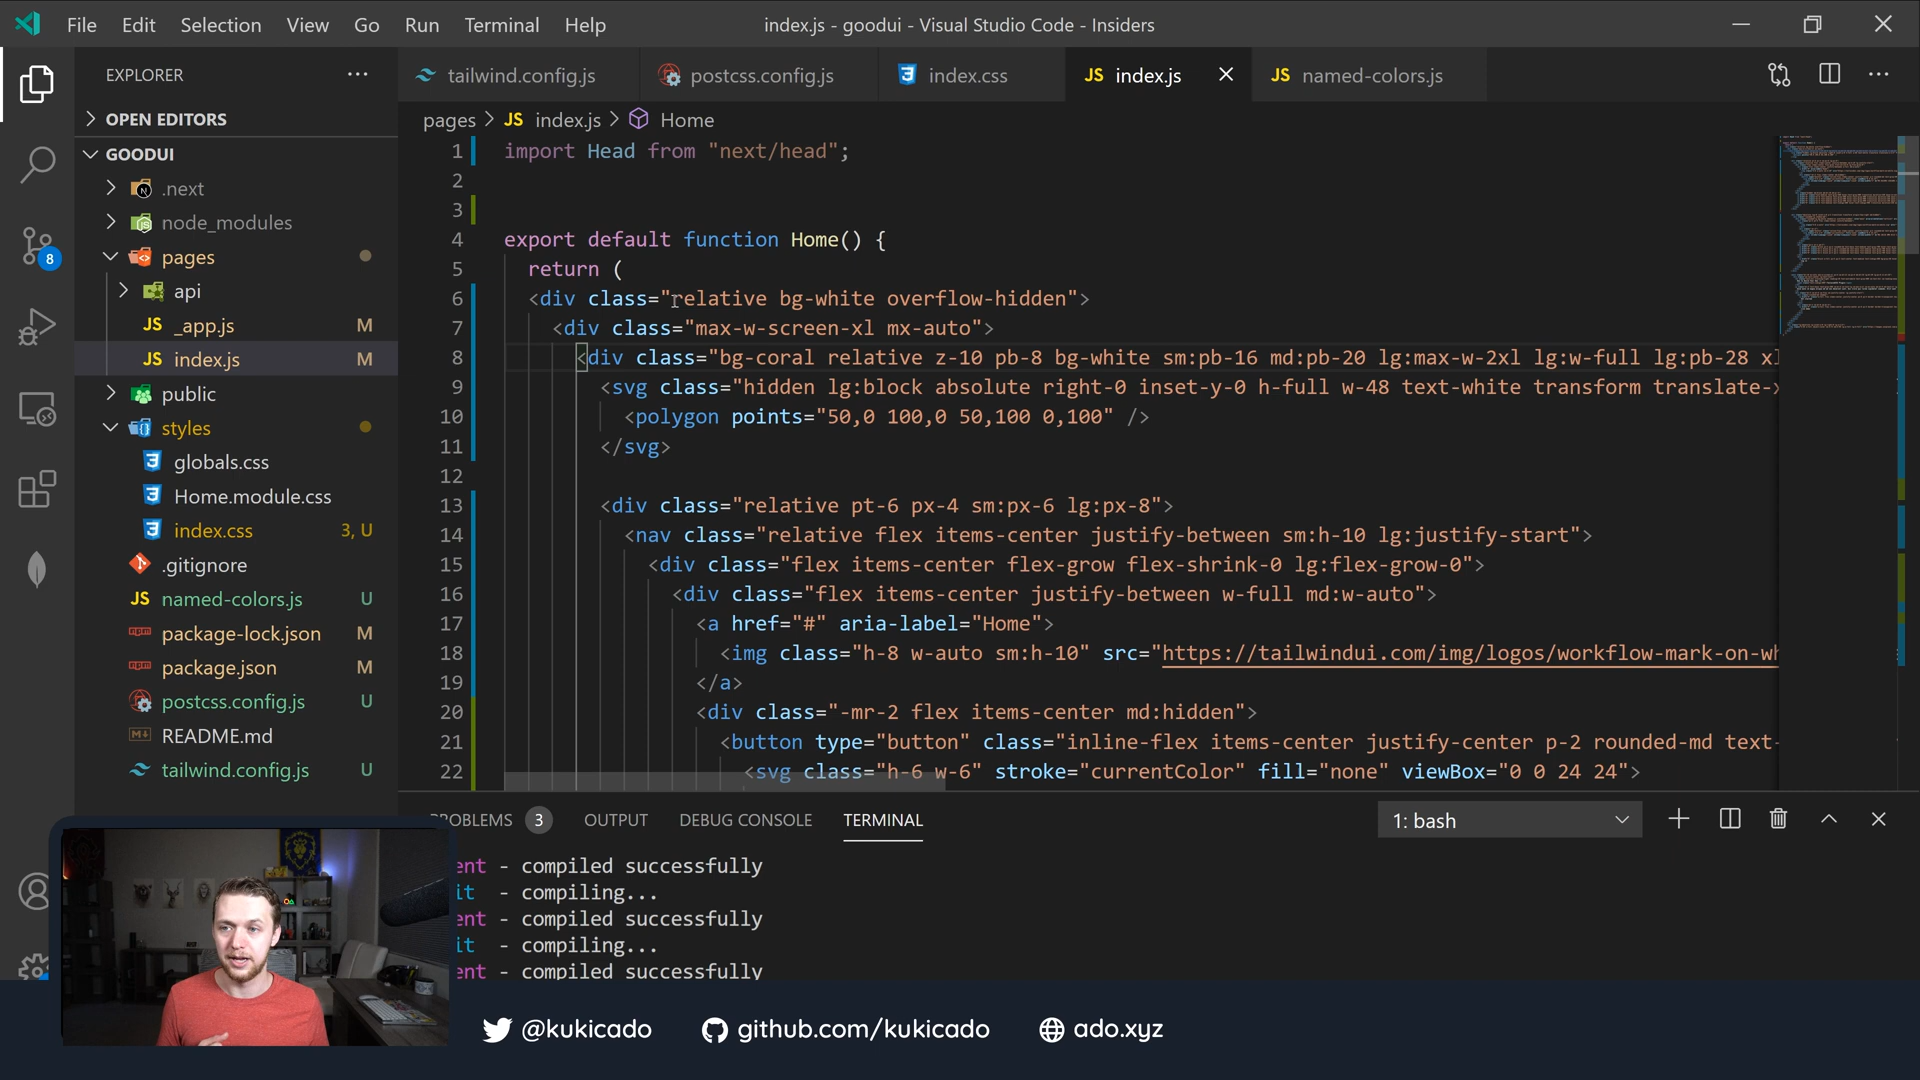 File Edit Selection View Go Run Terminal Help
index.js - goodui - Visual Studio Code - Insiders
EXPLORER
tailwind.config.js
postcss.config.js
index.css
JS index.js
JS named-colors.js
OPEN EDITORS
pages > JS index.js > Home
GOODUI
.next
node_modules
pages
api
JS _app.js M
JS index.js M
public
styles
globals.css
Home.module.css
index.css 3, U
.gitignore
JS named-colors.js U
package-lock.json M
package.json M
postcss.config.js U
README.md
tailwind.config.js U
8
1 import Head from "next/head";
2
3
4 export default function Home() {
5 return (
6 <div class="relative bg-white overflow-hidden">
7 <div class="max-w-screen-xl mx-auto">
8 <div class="bg-coral relative z-10 pb-8 bg-white sm:pb-16 md:pb-20 lg:max-w-2xl lg:w-full lg:pb-28 xl
9 <svg class="hidden lg:block absolute right-0 inset-y-0 h-full w-48 text-white transform translate-x
10 <polygon points="50,0 100,0 50,100 0,100" />
11 </svg>
12
13 <div class="relative pt-6 px-4 sm:px-6 lg:px-8">
14 <nav class="relative flex items-center justify-between sm:h-10 lg:justify-start">
15 <div class="flex items-center flex-grow flex-shrink-0 lg:flex-grow-0">
16 <div class="flex items-center justify-between w-full md:w-auto">
17 <a href="#" aria-label="Home">
18 <img class="h-8 w-auto sm:h-10" src="https://tailwindui.com/img/logos/workflow-mark-on-wh
19 </a>
20 <div class="-mr-2 flex items-center md:hidden">
21 <button type="button" class="inline-flex items-center justify-center p-2 rounded-md text-
22 <svg class="h-6 w-6" stroke="currentColor" fill="none" viewBox="0 0 24 24">
PROBLEMS 3 OUTPUT DEBUG CONSOLE TERMINAL
1: bash
ent - compiled successfully
it - compiling...
ent - compiled successfully
it - compiling...
ent - compiled successfully
@kukicado
github.com/kukicado
ado.xyz